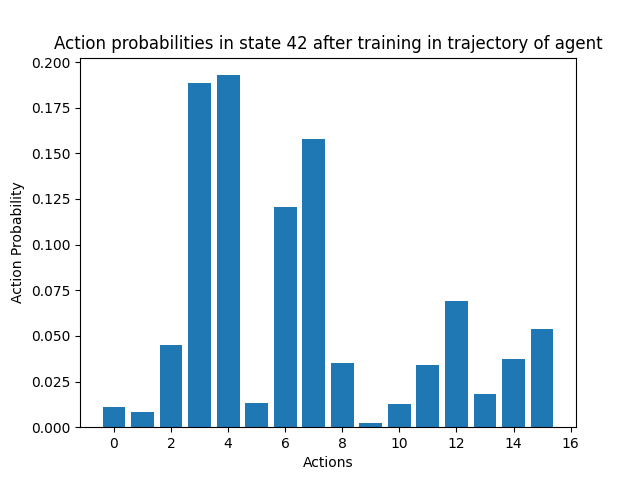 Action probabilities in state 42 after training in trajectory of agent
0.200
0.175
0.150
0.125
0.100
0.075
0.050
0.025
0.000
Action Probability
0 2 4 6 8 10 12 14 16
Actions